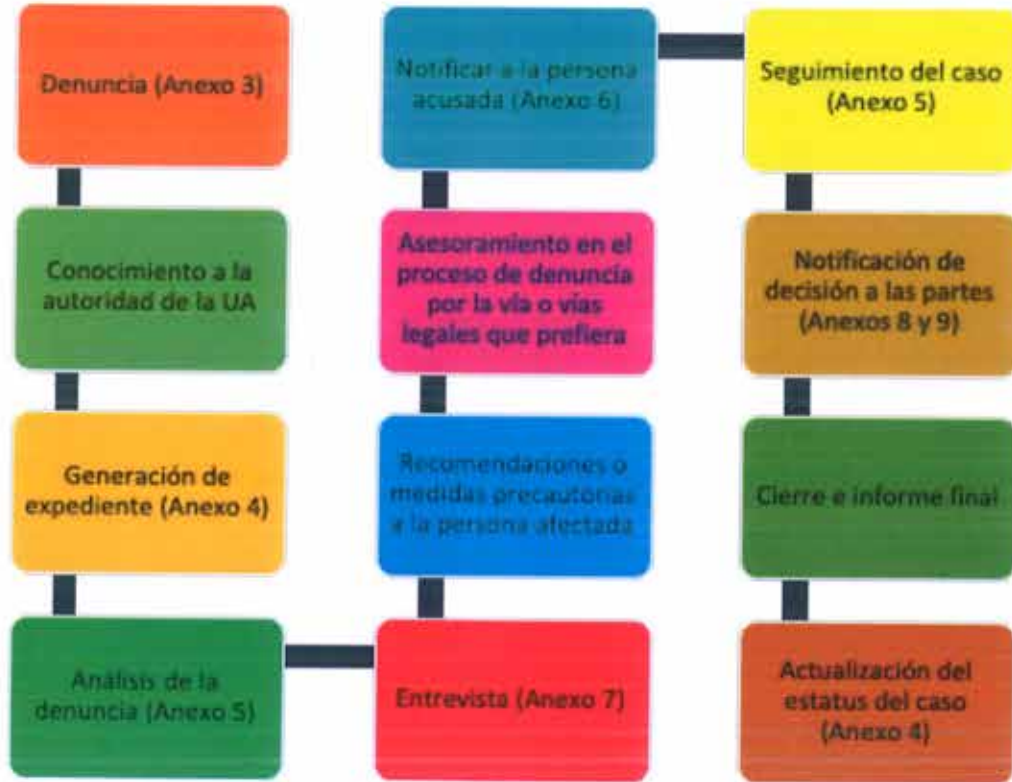 Denuncia (Anexo 3)
Conocimiento a la
autoridad de la UA
Generación de
expediente (Anexo 4)
Análisis de la
denuncia (Anexo 5)
Entrevista (Anexo 7)
Recomendaciones o
medidas precautorias
a la persona afectada
Asesoramiento en el
proceso de denuncia
por la vía o vías
legales que prefiera
Notificar a la persona
acusada (Anexo 6)
Seguimiento del caso
(Anexo 5)
Notificación de
decisión a las partes
(Anexos 8 y 9)
Cierre e informe final
Actualización del
estatus del caso
(Anexo 4)